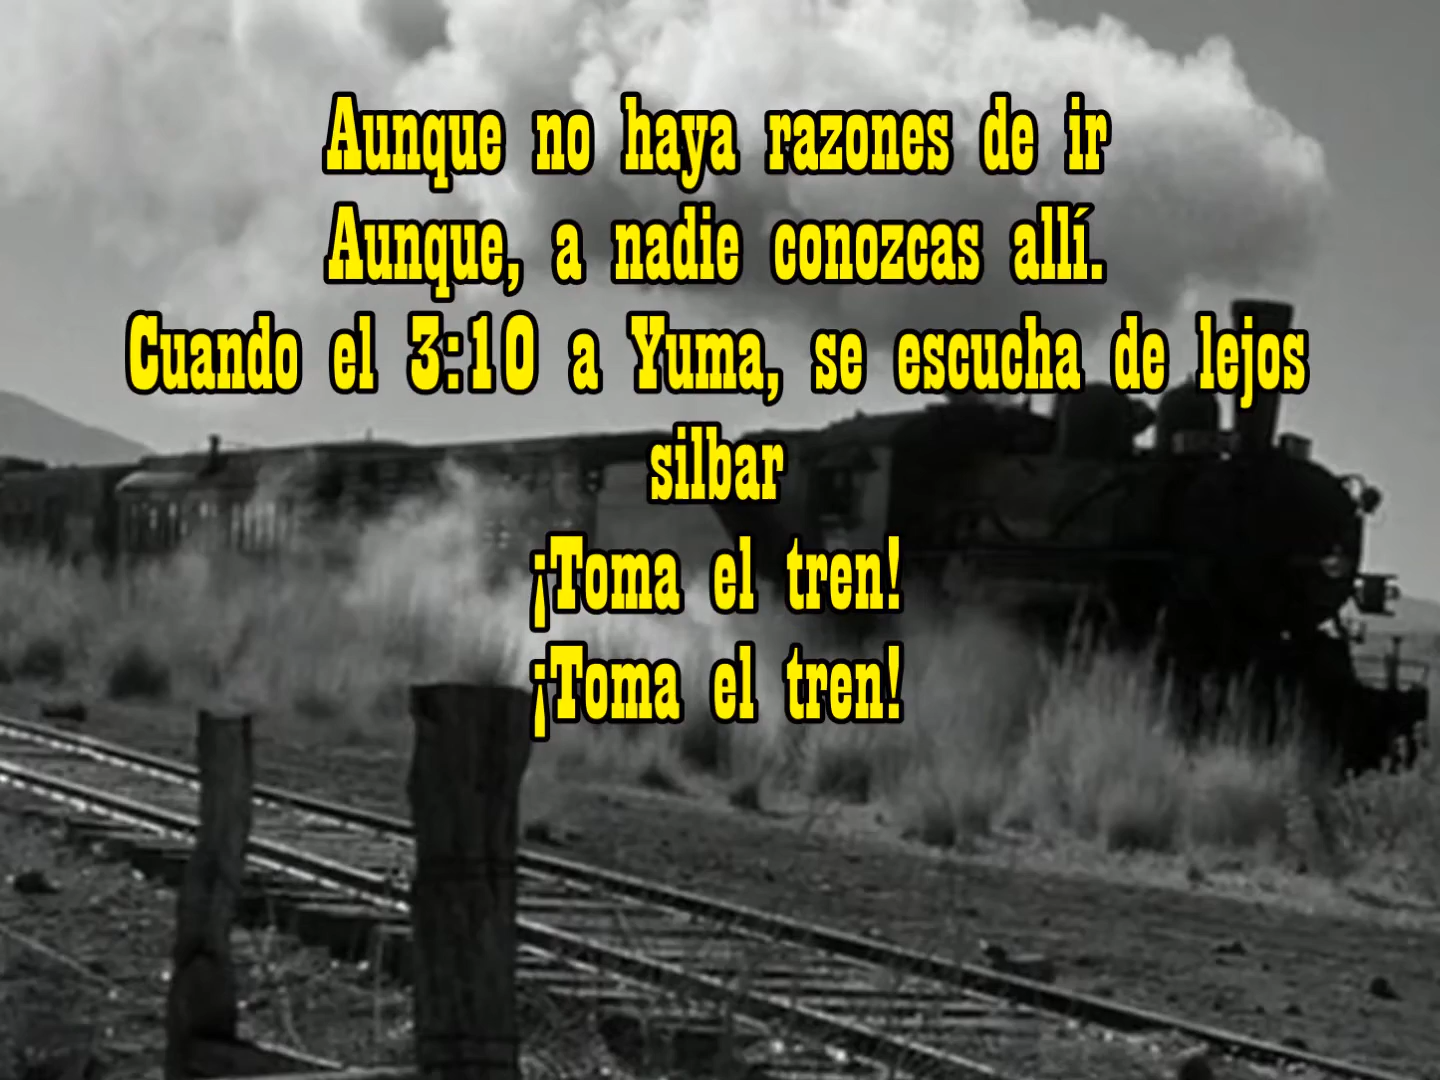 Aunque no haya razones de ir
Aunque, a nadie conozcas allí.
Cuando el 3:10 a Yuma, se escucha de lejos
silbar
¡Toma el tren!
¡Toma el tren!